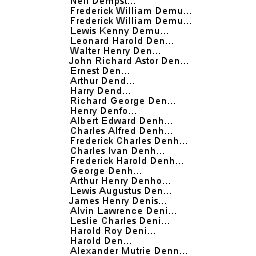 Neil Dempst...
Frederick William Demu...
Frederick William Demu...
Lewis Kenny Demu...
Leonard Harold Den...
Walter Henry Den...
John Richard Astor Den...
Ernest Den...
Arthur Dend...
Harry Dend...
Richard George Den...
Henry Denfo...
Albert Edward Denh...
Charles Alfred Denh...
Frederick Charles Denh...
Charles Ivan Denh...
Frederick Harold Denh...
George Denh...
Arthur Henry Denho...
Lewis Augustus Den...
James Henry Denis...
Alvin Lawrence Deni...
Leslie Charles Deni...
Harold Roy Deni...
Harold Den...
Alexander Mutrie Denn...